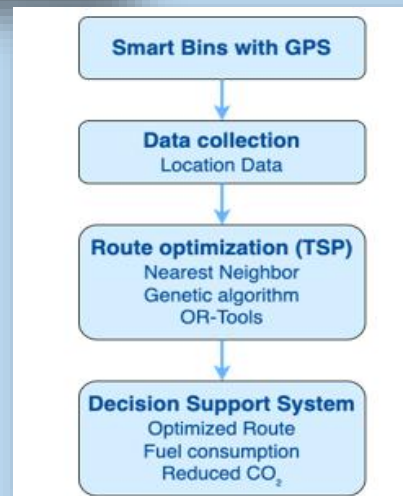 Smart Bins with GPS
Data collection
Location Data
Route optimization (TSP)
Nearest Neighbor
Genetic algorithm
OR-Tools
Decision Support System
Optimized Route
Fuel consumption
Reduced CO₂